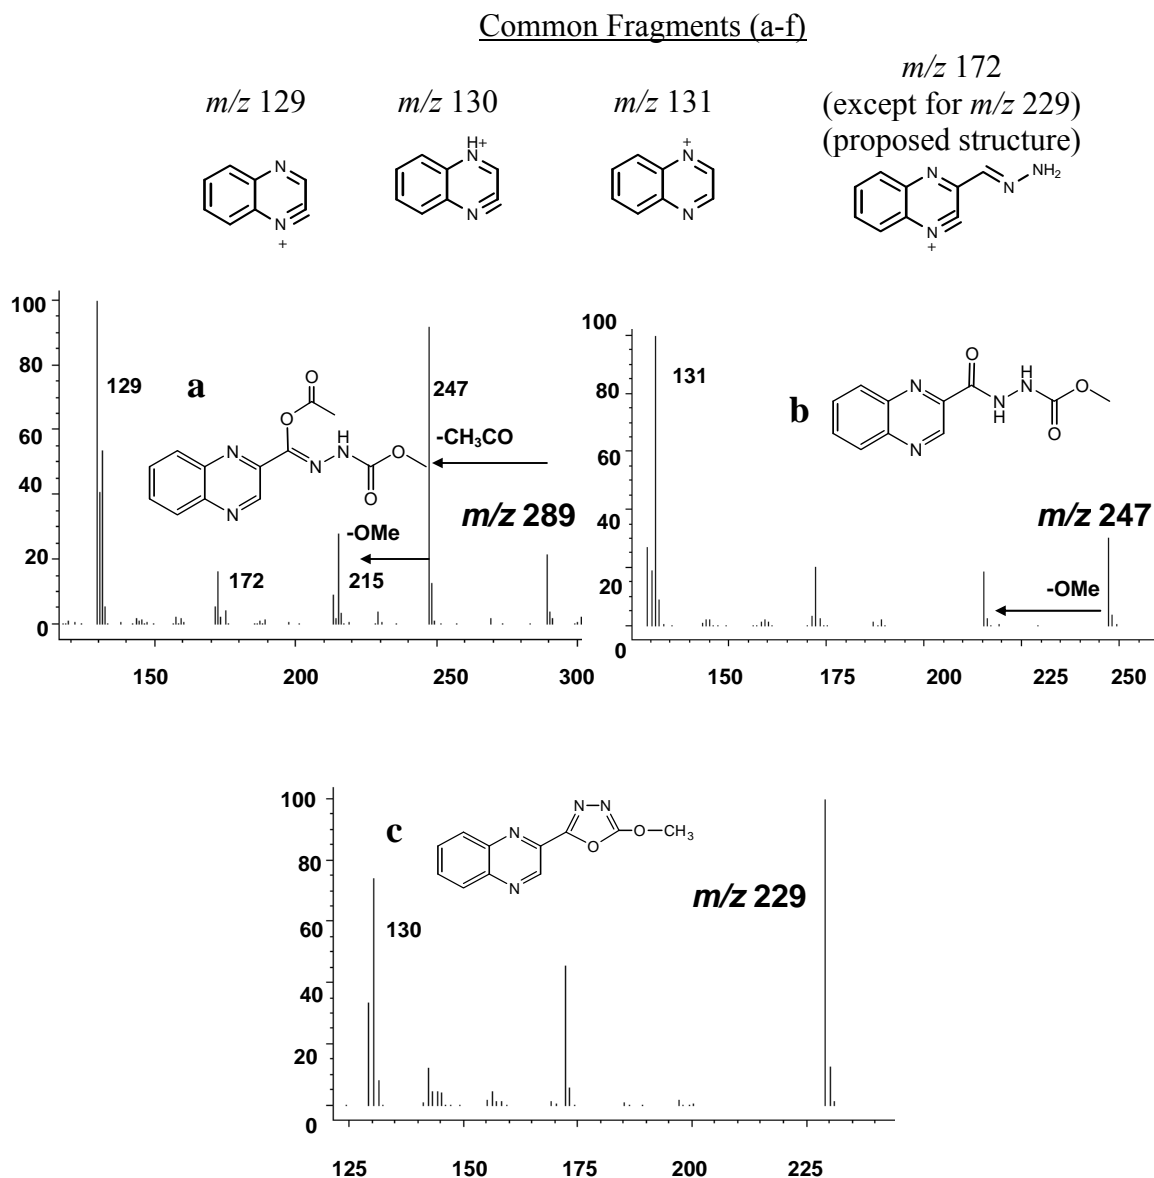 Common Fragments (a-f)
m/z 129
m/z 130
m/z 131
m/z 172
(except for m/z 229)
(proposed structure)
N
N
+
H
N+
N
+
N
N
N
N
+
N
NH2
100
80
60
40
20
0
129
a
O
O
N
N
N
H
N
O
O
247
-CH3CO
m/z 289
-OMe
172
215
150
200
250
300
100
80
60
40
20
0
131
b
O
N
N
N
H
H
N
O
O
m/z 247
-OMe
150
175
200
225
250
100
80
60
40
20
0
130
c
N
N
N
N
O
O
CH3
m/z 229
125
150
175
200
225